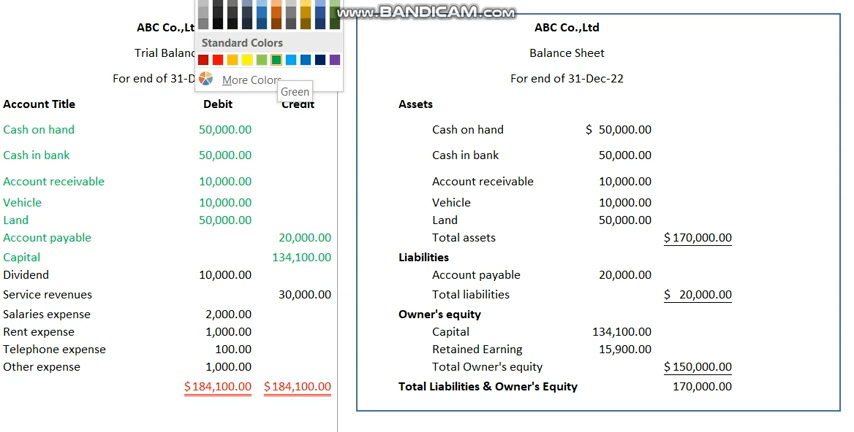 www.BANDICAM.com
ABC Co.,Lt
Trial Balanc
For end of 31-D
Standard Colors
More Colors
Green
Account Title Debit Credit
Cash on hand 50,000.00
Cash in bank 50,000.00
Account receivable 10,000.00
Vehicle 10,000.00
Land 50,000.00
Account payable 20,000.00
Capital 134,100.00
Dividend 10,000.00
Service revenues 30,000.00
Salaries expense 2,000.00
Rent expense 1,000.00
Telephone expense 100.00
Other expense 1,000.00
$184,100.00 $184,100.00
ABC Co.,Ltd
Balance Sheet
For end of 31-Dec-22
Assets
Cash on hand $ 50,000.00
Cash in bank 50,000.00
Account receivable 10,000.00
Vehicle 10,000.00
Land 50,000.00
Total assets $170,000.00
Liabilities
Account payable 20,000.00
Total liabilities $ 20,000.00
Owner's equity
Capital 134,100.00
Retained Earning 15,900.00
Total Owner's equity $150,000.00
Total Liabilities & Owner's Equity 170,000.00